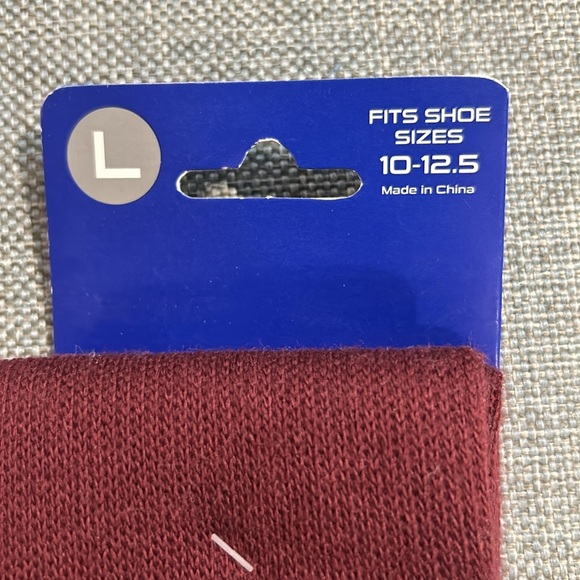 L
FITS SHOE
SIZES
10-12.5
Made in China